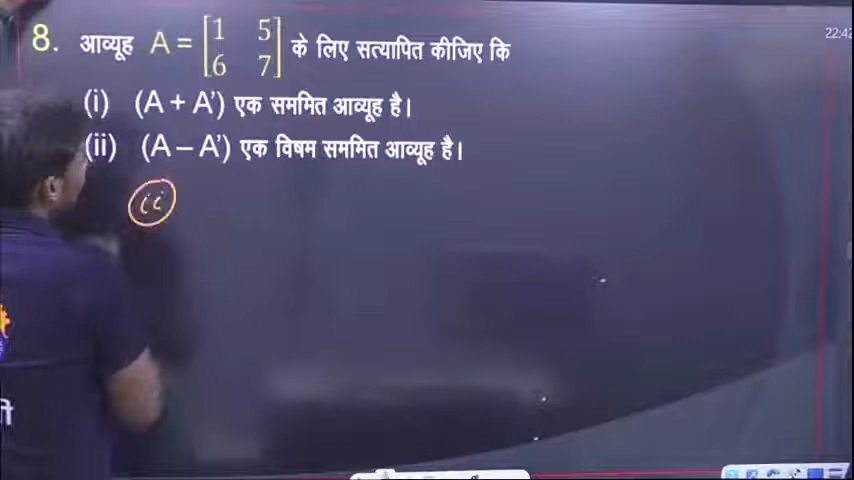 8. आव्यूह A = [1 5 6 7] के लिए सत्यापित कीजिए कि
(i) (A + A') एक सममित आव्यूह है।
(ii) (A – A') एक विषम सममित आव्यूह है।
ii
22:42